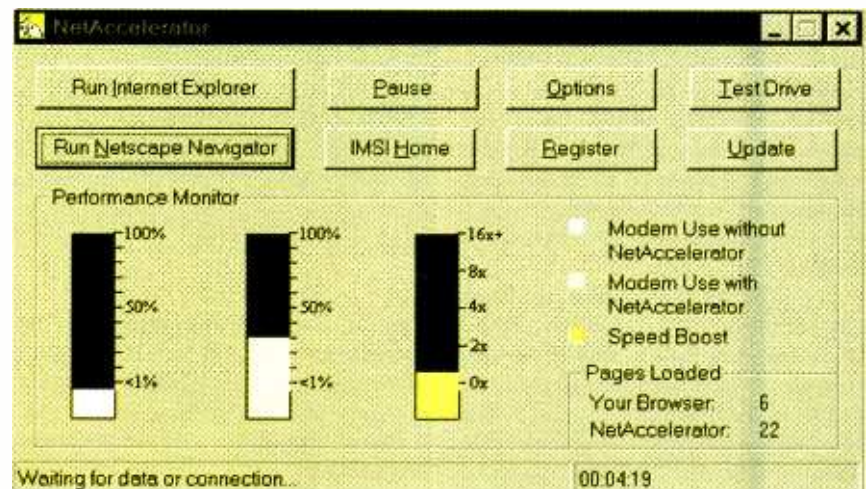 NetAccelerator
Run Internet Explorer
Pause
Options
Test Drive
Run Netscape Navigator
IMSI Home
Register
Update
Performance Monitor
100%
50%
<1%
100%
50%
<1%
16x+
8x
4x
2x
0x
Modem Use without
NetAccelerator
Modem Use with
NetAccelerator
Speed Boost
Pages Loaded
Your Browser: 6
NetAccelerator: 22
Waiting for data or connection...
00:04:19